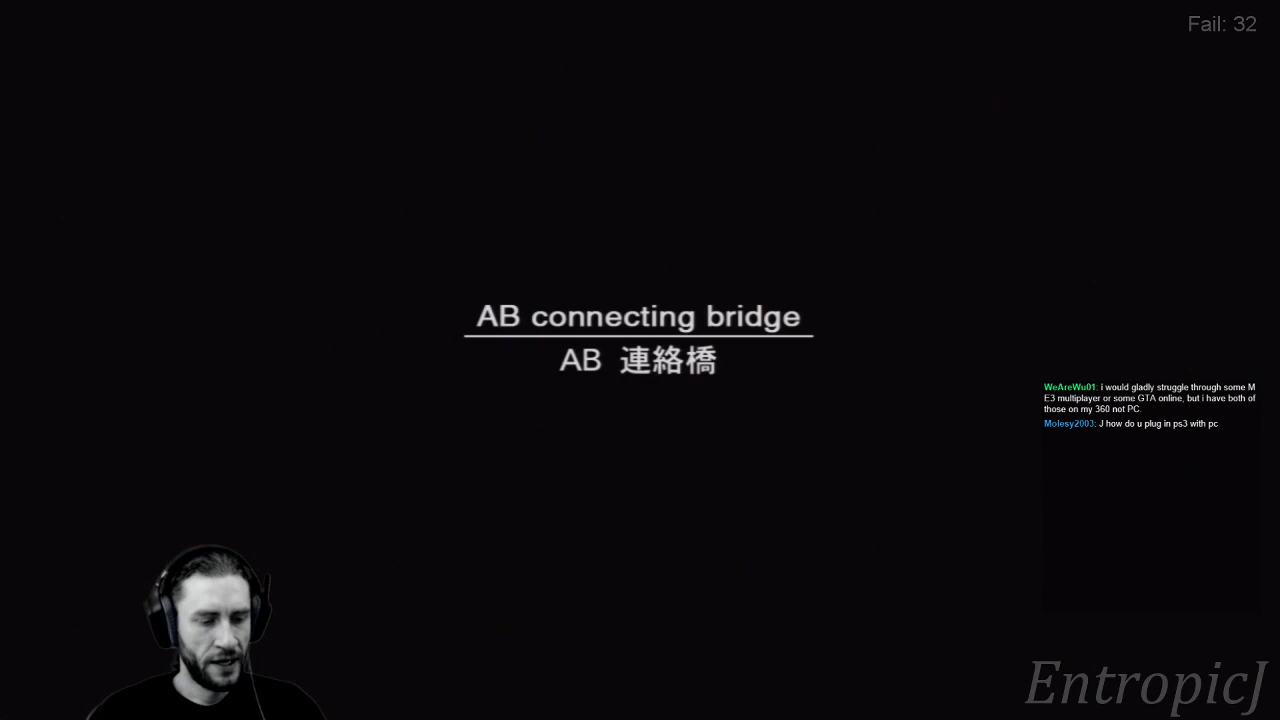 Fail: 32
AB connecting bridge
AB 連絡橋
WeAreWu01: i would gladly struggle through some M
E3 multiplayer or some GTA online, but i have both of
those on my 360 not PC.
Molesy2003: J how do u plug in ps3 with pc
EntropicJ